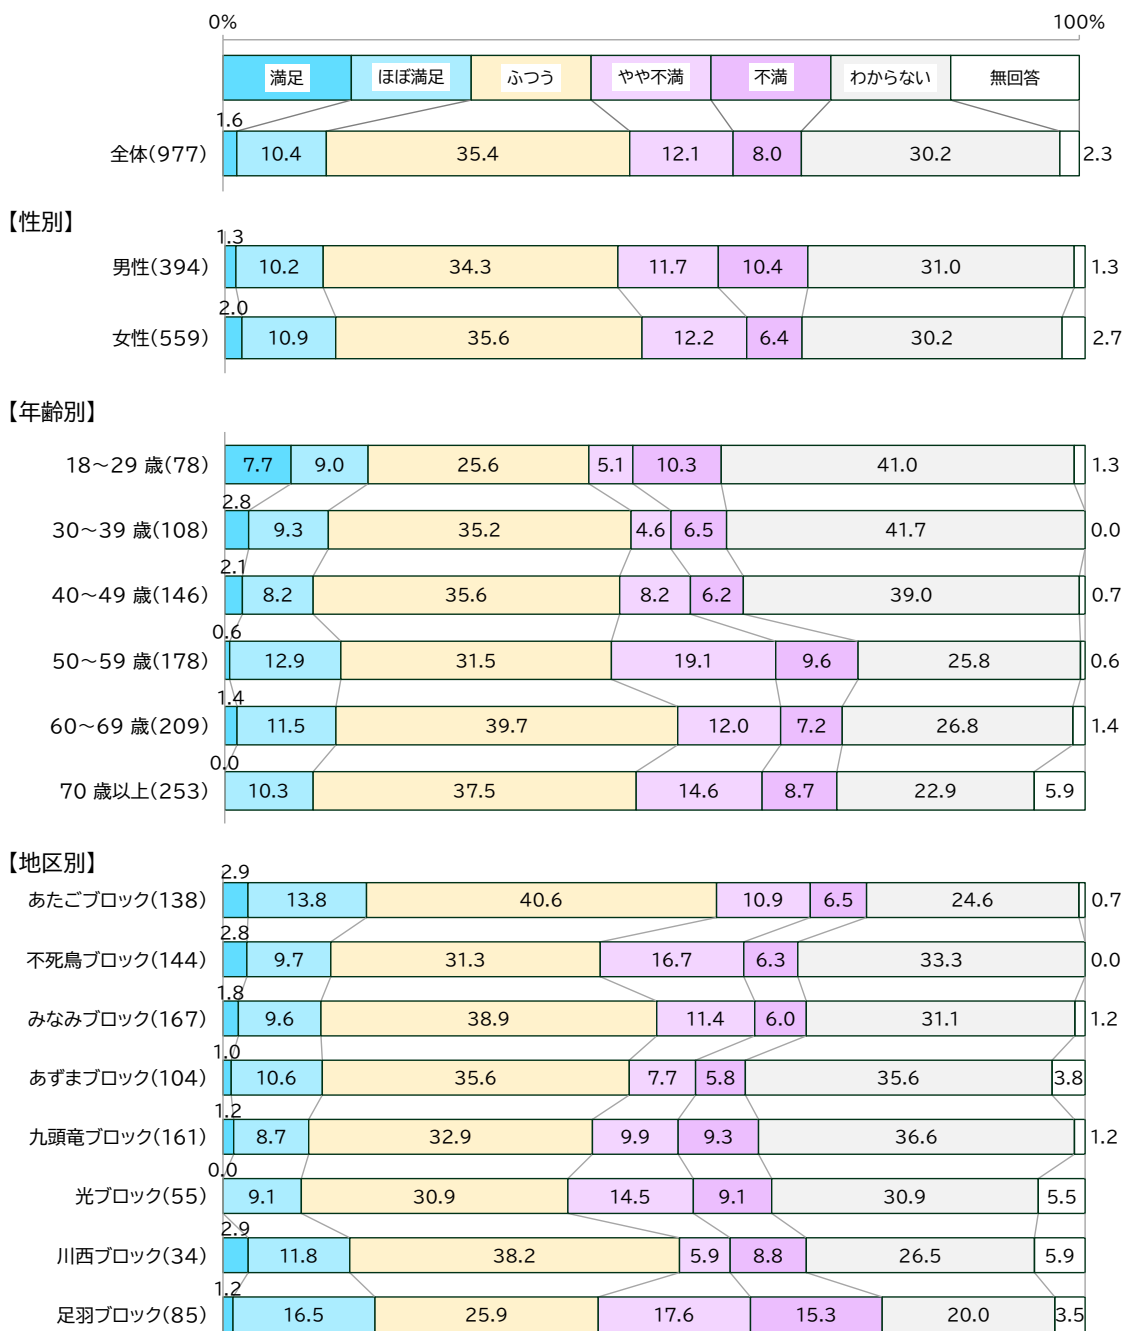 0% 100%
満足 ほぼ満足 ふつう やや不満 不満 わからない 無回答
1.6
全体(977) 10.4 35.4 12.1 8.0 30.2 2.3
【性別】
1.3
男性(394) 10.2 34.3 11.7 10.4 31.0 1.3
2.0
女性(559) 10.9 35.6 12.2 6.4 30.2 2.7
【年齢別】
18～29 歳(78) 7.7 9.0 25.6 5.1 10.3 41.0 1.3
2.8
30～39 歳(108) 9.3 35.2 4.6 6.5 41.7 0.0
2.1
40～49 歳(146) 8.2 35.6 8.2 6.2 39.0 0.7
0.6
50～59 歳(178) 12.9 31.5 19.1 9.6 25.8 0.6
1.4
60～69 歳(209) 11.5 39.7 12.0 7.2 26.8 1.4
0.0
70 歳以上(253) 10.3 37.5 14.6 8.7 22.9 5.9
【地区別】
2.9
あたごブロック(138) 13.8 40.6 10.9 6.5 24.6 0.7
2.8
不死鳥ブロック(144) 9.7 31.3 16.7 6.3 33.3 0.0
1.8
みなみブロック(167) 9.6 38.9 11.4 6.0 31.1 1.2
1.0
あずまブロック(104) 10.6 35.6 7.7 5.8 35.6 3.8
1.2
九頭竜ブロック(161) 8.7 32.9 9.9 9.3 36.6 1.2
0.0
光ブロック(55) 9.1 30.9 14.5 9.1 30.9 5.5
2.9
川西ブロック(34) 11.8 38.2 5.9 8.8 26.5 5.9
1.2
足羽ブロック(85) 16.5 25.9 17.6 15.3 20.0 3.5